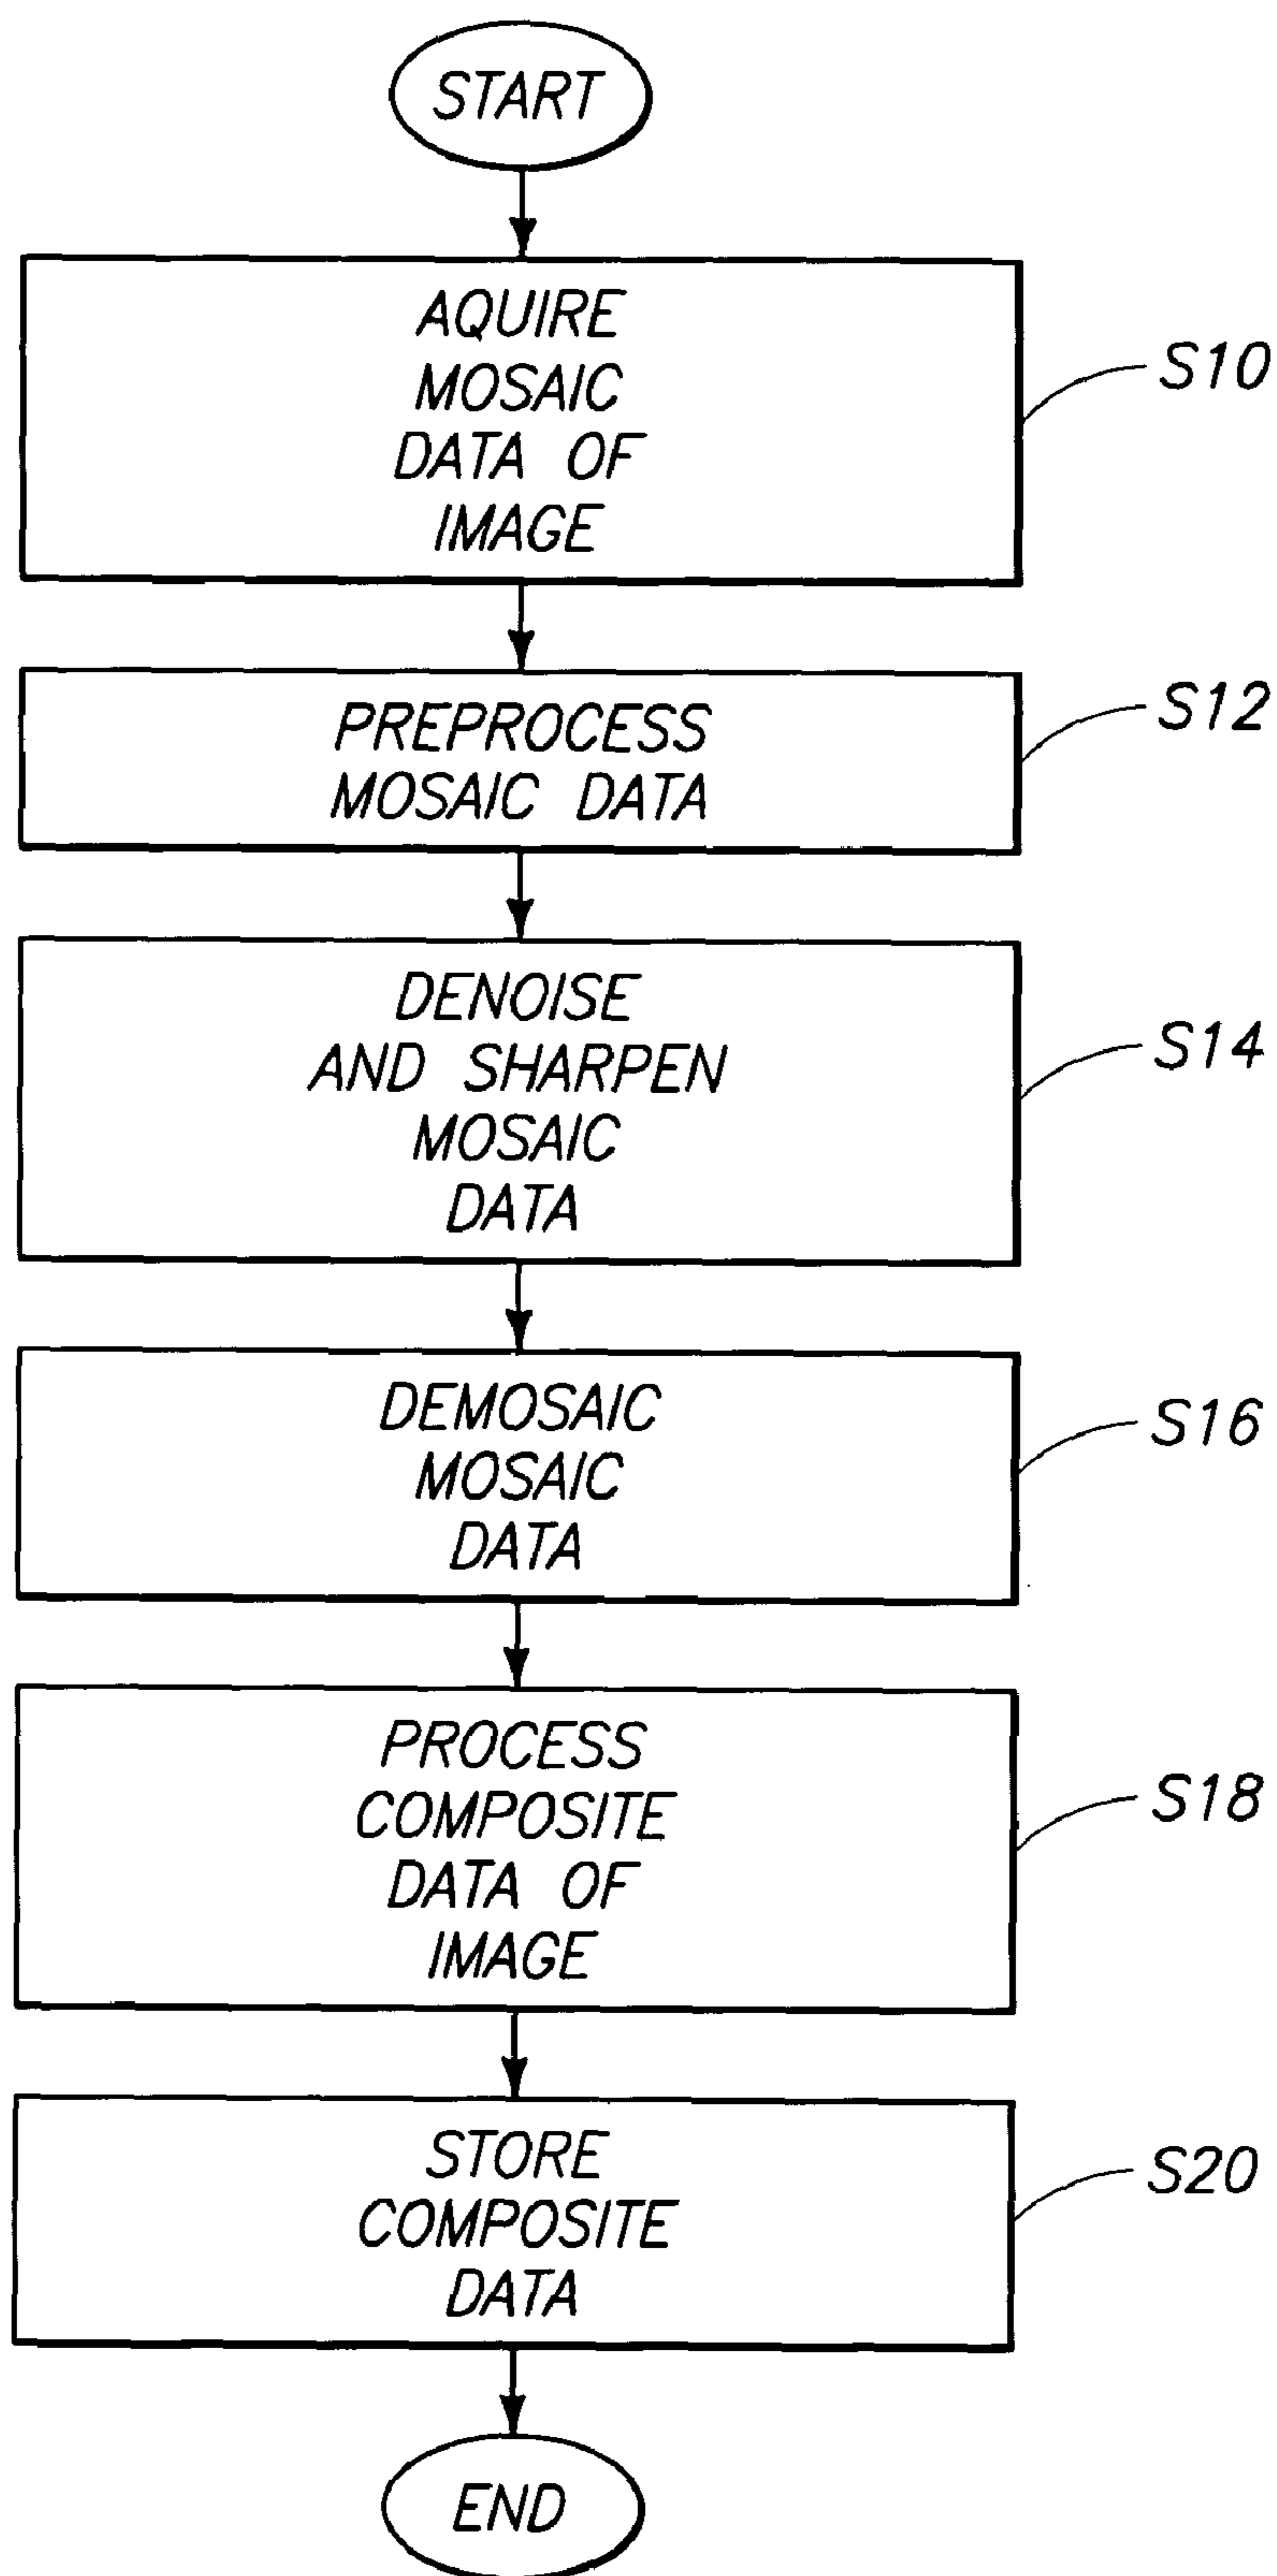 START
AQUIRE
MOSAIC
DATA OF
IMAGE
S10
PREPROCESS
MOSAIC DATA
S12
DENOISE
AND SHARPEN
MOSAIC
DATA
S14
DEMOSAIC
MOSAIC
DATA
S16
PROCESS
COMPOSITE
DATA OF
IMAGE
S18
STORE
COMPOSITE
DATA
S20
END